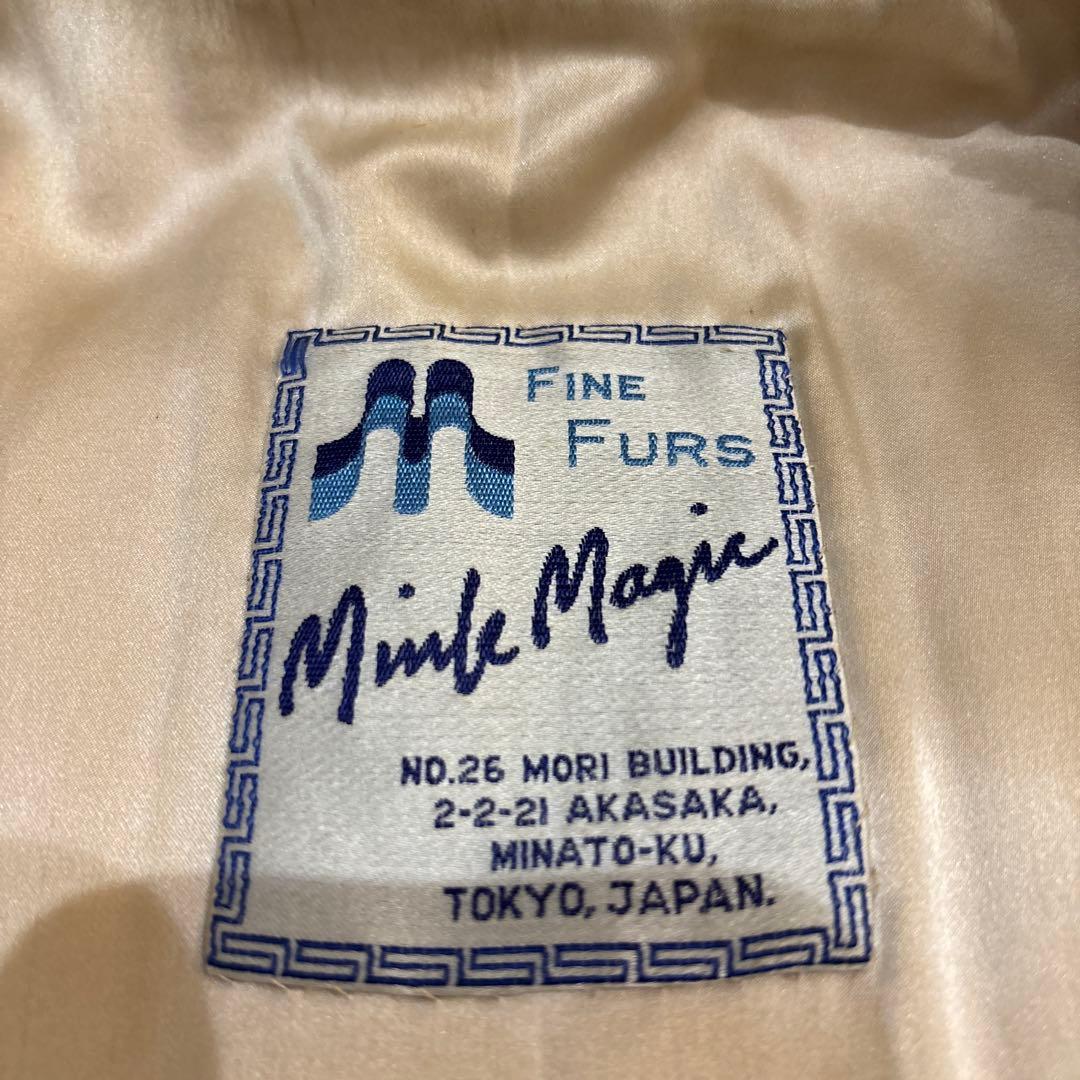 FINE
FURS
Mink Magic
NO.26 MORI BUILDING,
2-2-21 AKASAKA,
MINATO-KU,
TOKYO, JAPAN.